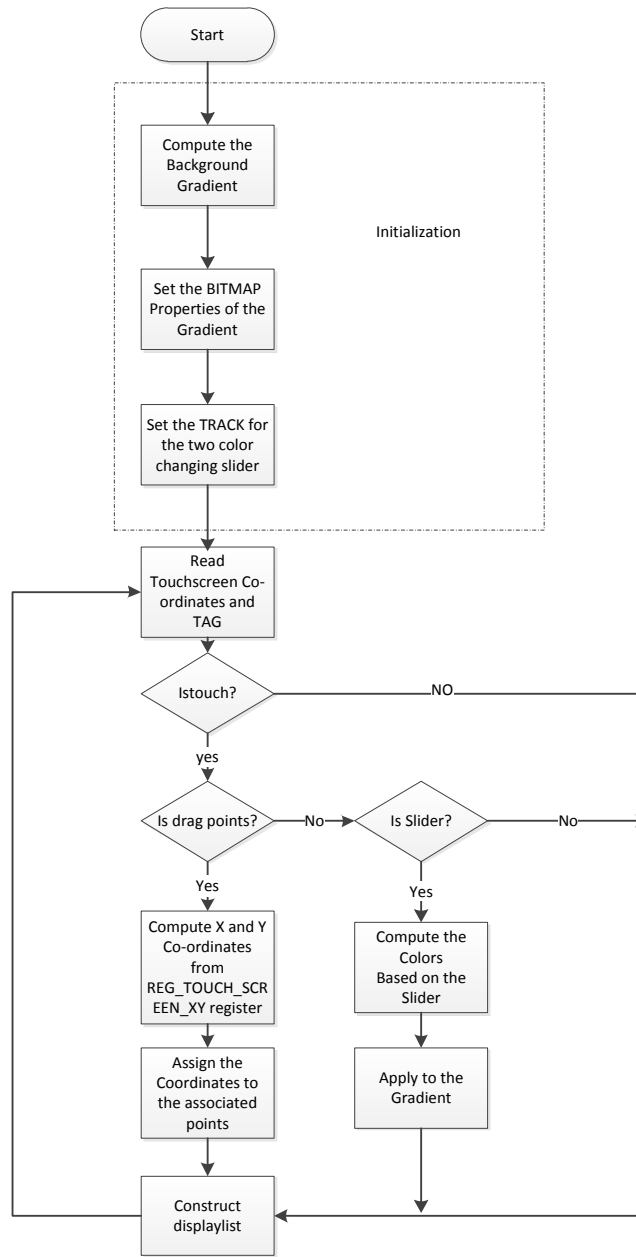 Start
Compute the
Background
Gradient
Initialization
Set the BITMAP
Properties of the
Gradient
Set the TRACK for
the two color
changing slider
Read
Touchscreen Co-
ordinates and
TAG
Istouch?
NO
yes
Is drag points?
No
Is Slider?
No
Yes
Yes
Compute X and Y
Co-ordinates
from
REG_TOUCH_SCR
EEN_XY register
Compute the
Colors
Based on the
Slider
Assign the
Coordinates to
the associated
points
Apply to the
Gradient
Construct
displaylist